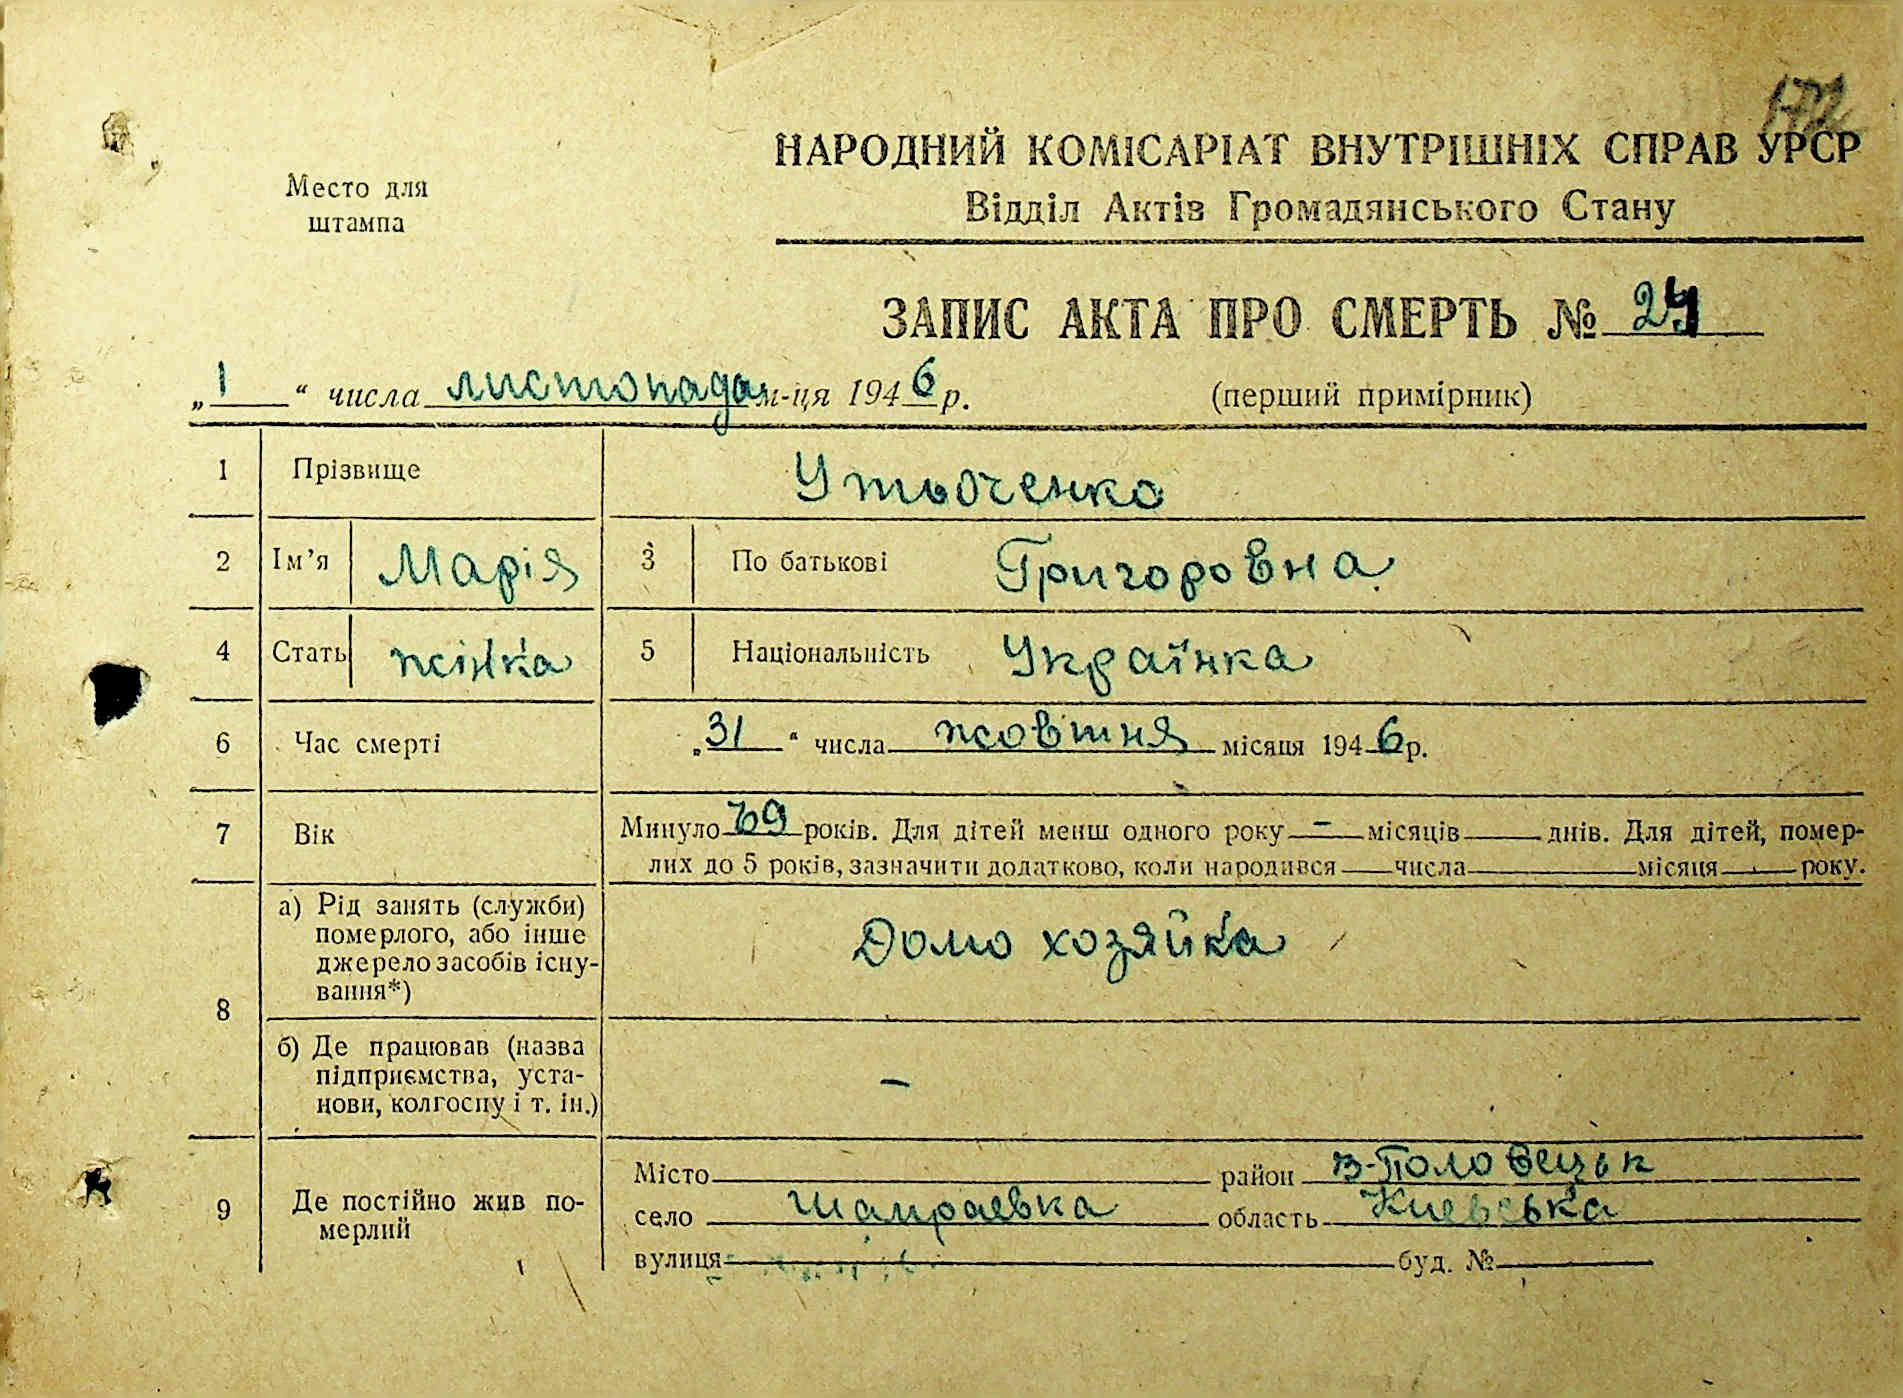 172
Место для
штампа
НАРОДНИЙ КОМІСАРІАТ ВНУТРІШНІХ СПРАВ УРСР
Відділ Актів Громадянського Стану
ЗАПИС АКТА ПРО СМЕРТЬ №
„1“ числа листопада м-ця 1946 р. (перший примірник)
1 Прізвище Утьоченко
2 Ім’я Марія 3 По батькові Григоровна
4 Стать жінка 5 Національність Українка
6 Час смерті „31“ числа жовтня місяця 1946 р.
7 Вік Минуло 69 років. Для дітей менш одного року - місяців днів. Для дітей, помер-
лих до 5 років, зазначити додатково, коли народився числа місяця року.
8 а) Рід занять (служби)
померлого, або інше
джерело засобів існу-
вання*)
Домо хозяйка
б) Де працював (назва
підприємства, уста-
нови, колгоспу і т. ін.)
-
9 Де постійно жив по-
мерлий
Місто район В-Половецьк
село Шамраевка область Киевська
вулиця буд. №